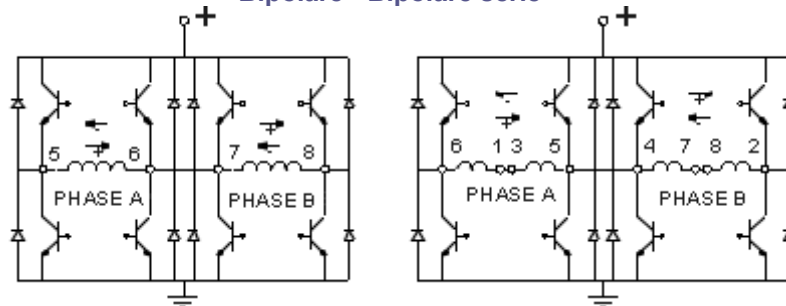 Bipolare - Bipolare serie
+ +
5 6 7 8 6 1 3 5 4 7 8 2
PHASE A PHASE B PHASE A PHASE B